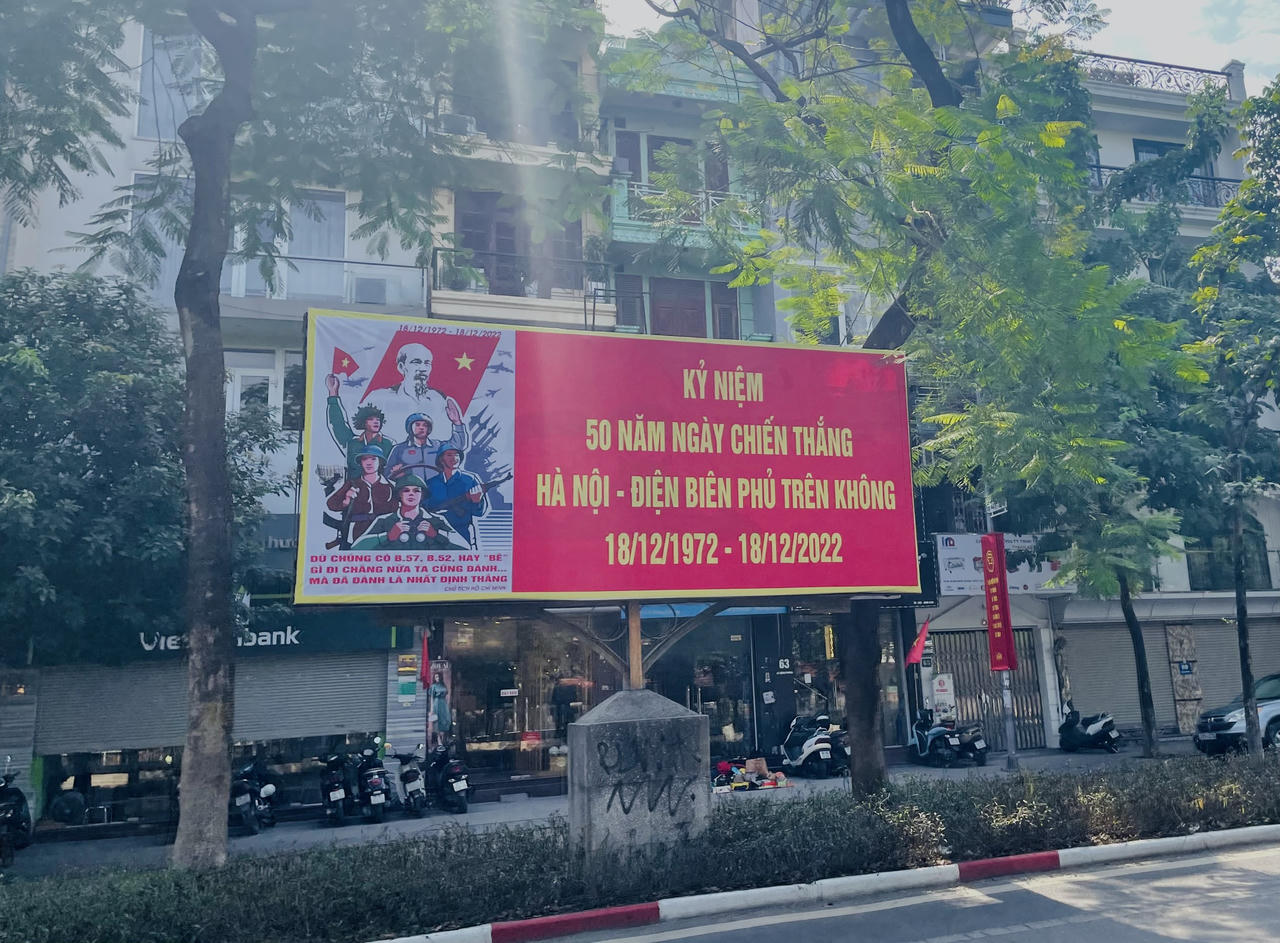 18/12/1972 - 18/12/2022
DÙ CHÚNG CÓ B.57, B.52, HAY "BÊ"
GÌ ĐI CHĂNG NỮA TA CŨNG ĐÁNH...
MÀ ĐÃ ĐÁNH LÀ NHẤT ĐỊNH THẮNG
CHỦ TỊCH HỒ CHÍ MINH
KỶ NIỆM
50 NĂM NGÀY CHIẾN THẮNG
HÀ NỘI - ĐIỆN BIÊN PHỦ TRÊN KHÔNG
18/12/1972 - 18/12/2022
bank
63